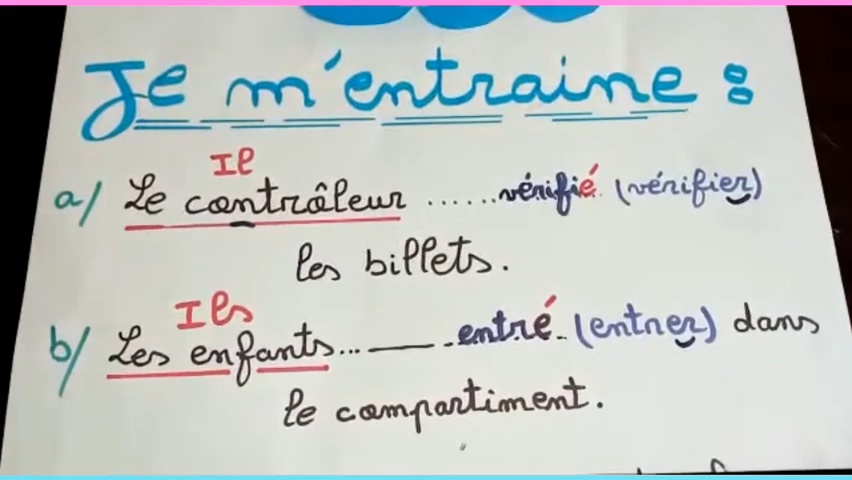 Je m'entraine :
Il
a/ Le contrôleur ......vérifié (vérifier)
les billets.
Ils
b/ Les enfants...____ .entré. (entrer) dans
le compartiment.